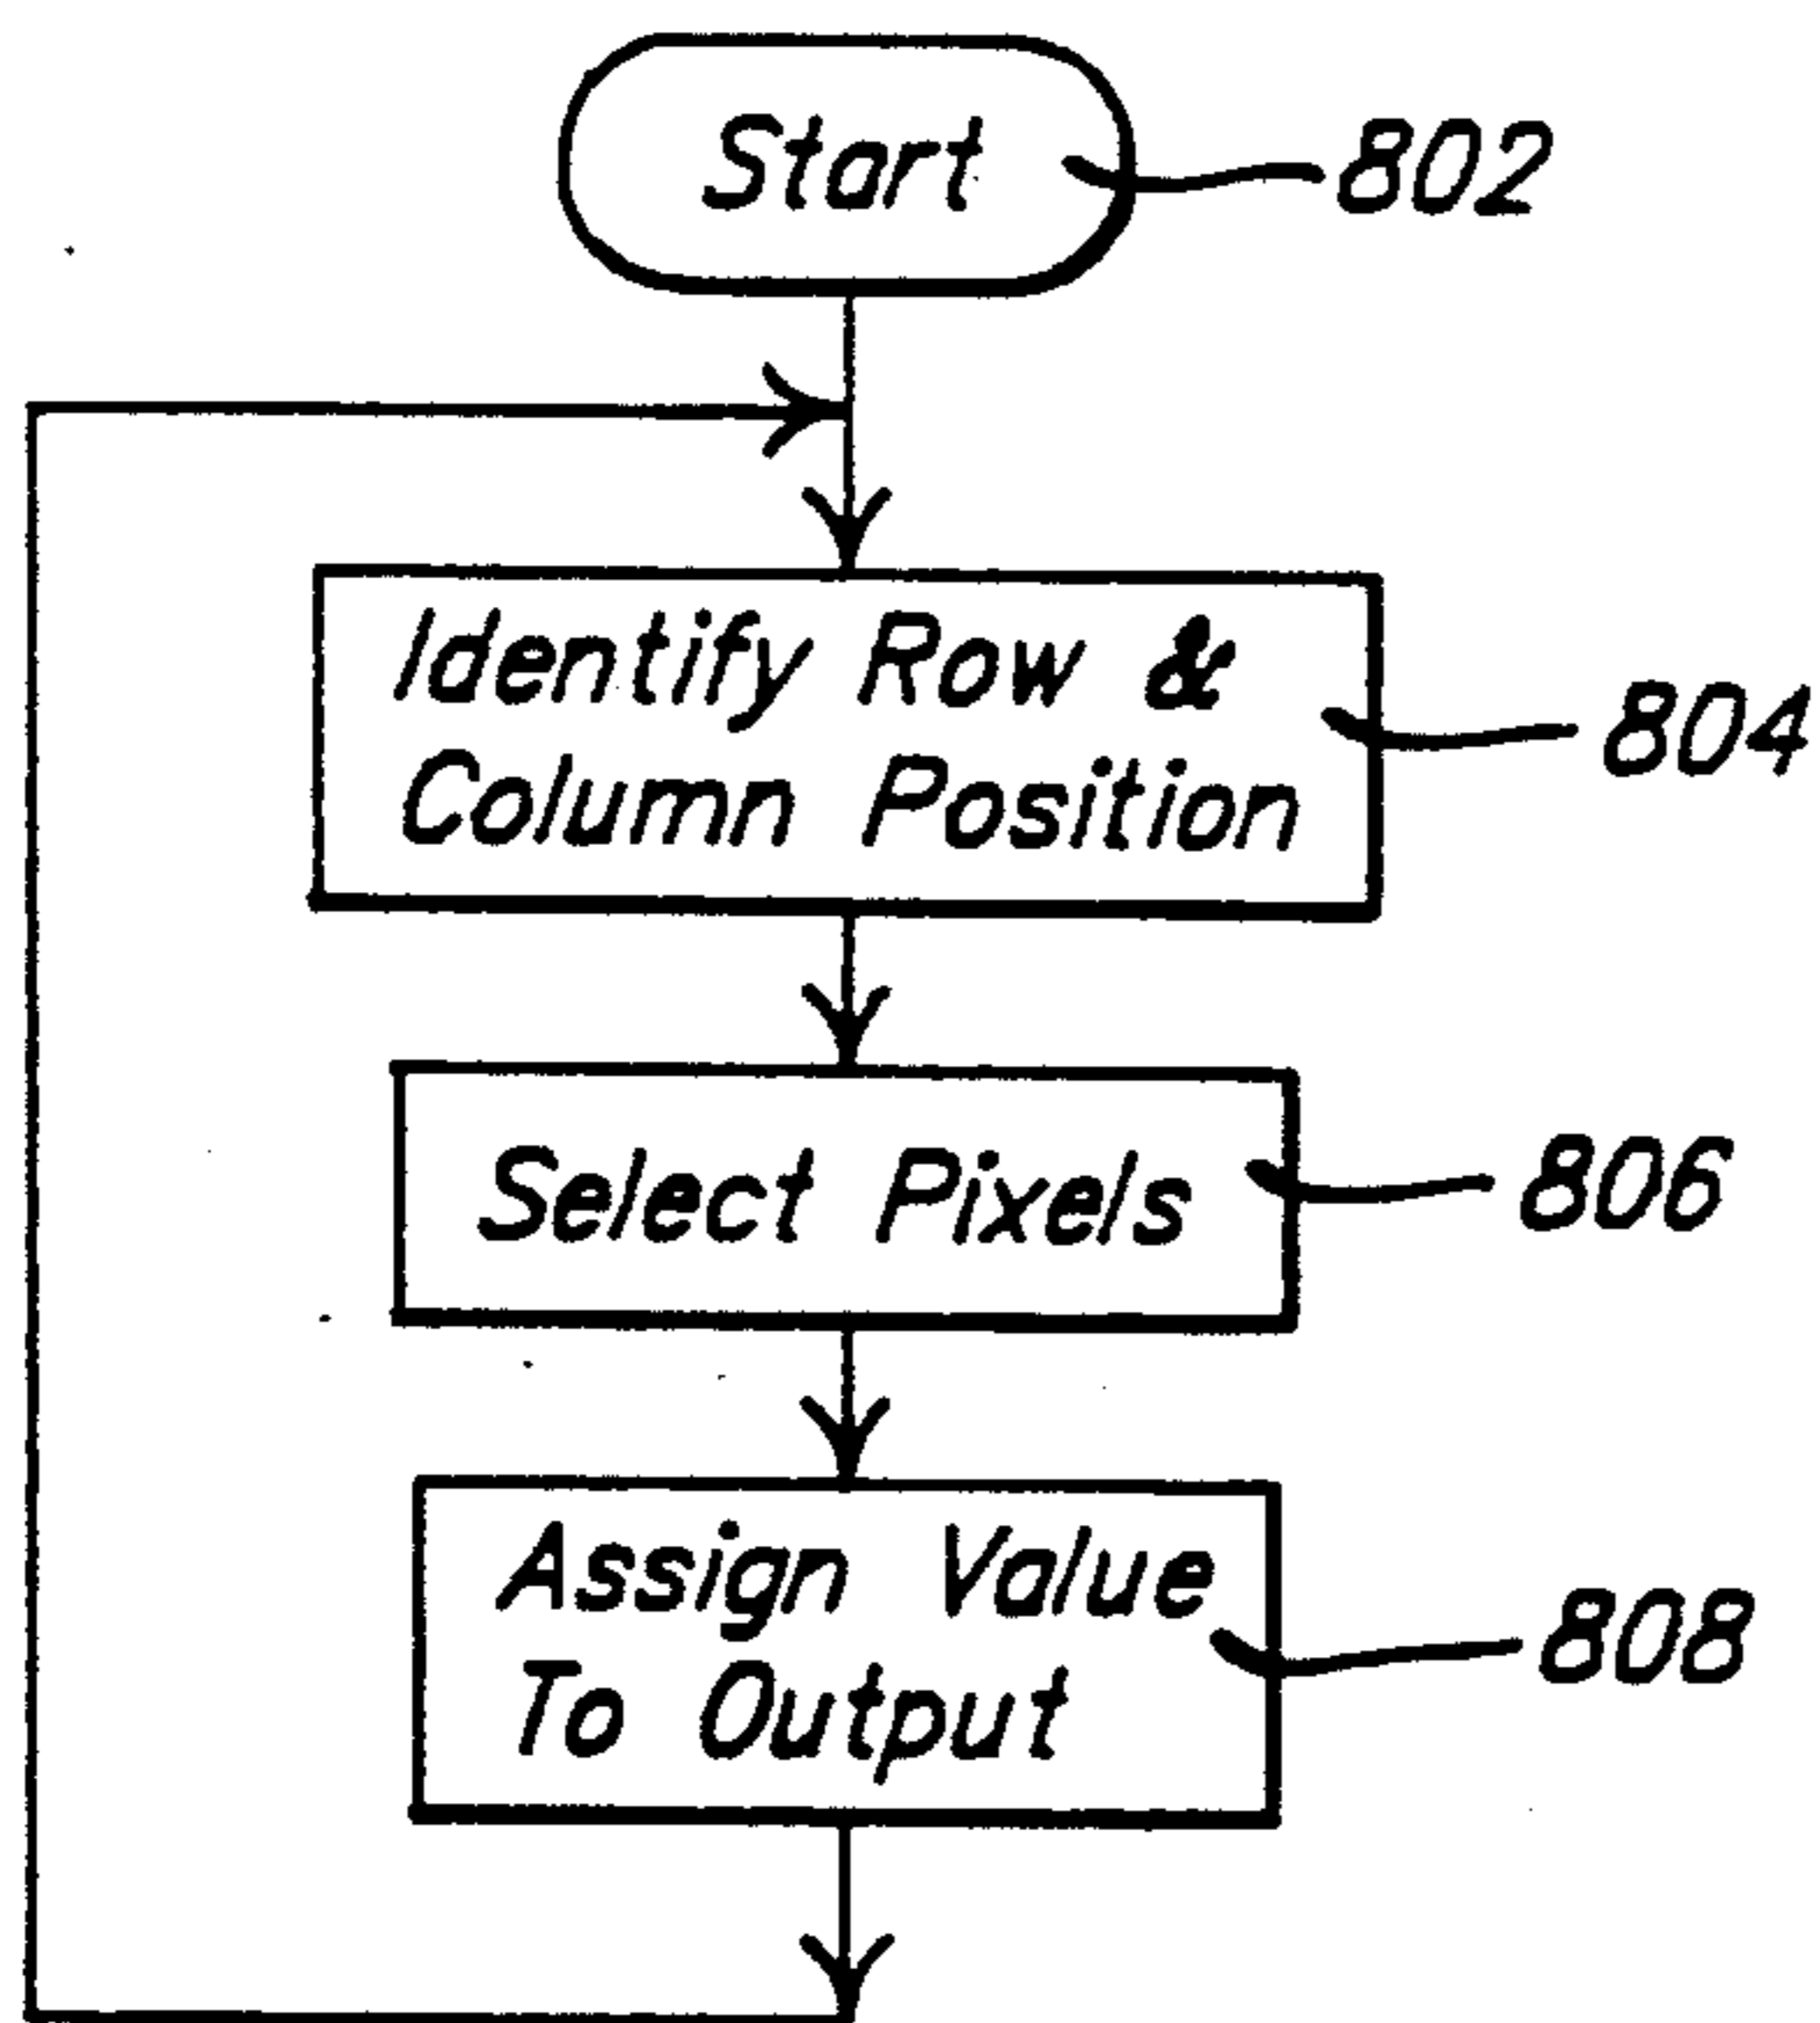 Start
802
Identify Row &
Column Position
804
Select Pixels
806
Assign Value
To Output
808